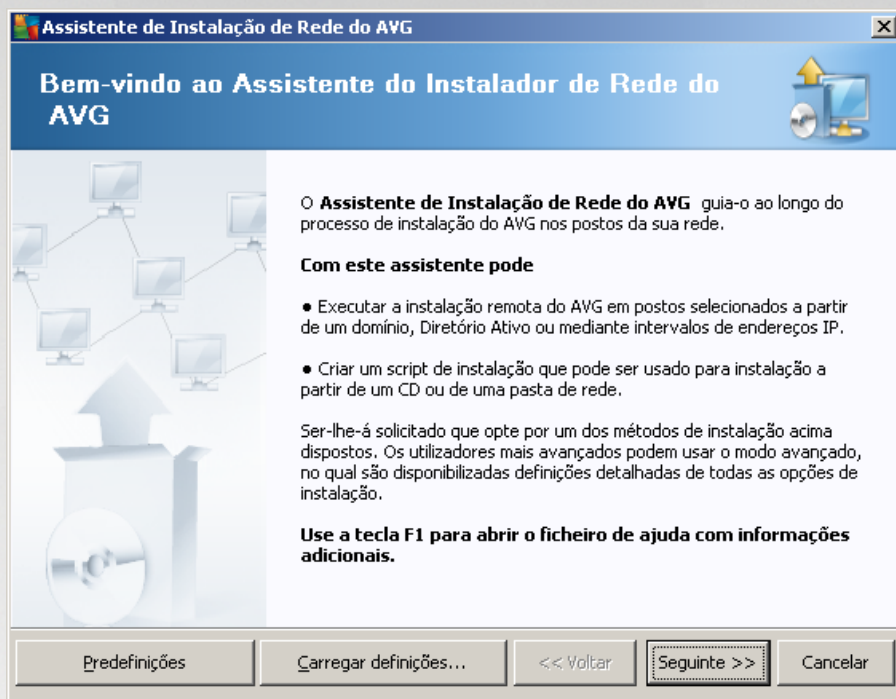 Assistente de Instalação de Rede do AVG
Bem-vindo ao Assistente do Instalador de Rede do
AVG
O Assistente de Instalação de Rede do AVG guia-o ao longo do
processo de instalação do AVG nos postos da sua rede.
Com este assistente pode
● Executar a instalação remota do AVG em postos selecionados a partir
de um domínio, Diretório Ativo ou mediante intervalos de endereços IP.
● Criar um script de instalação que pode ser usado para instalação a
partir de um CD ou de uma pasta de rede.
Ser-lhe-á solicitado que opte por um dos métodos de instalação acima
dispostos. Os utilizadores mais avançados podem usar o modo avançado,
no qual são disponibilizadas definições detalhadas de todas as opções de
instalação.
Use a tecla F1 para abrir o ficheiro de ajuda com informações
adicionais.
Predefinições
Carregar definições...
<< Voltar
Seguinte >>
Cancelar